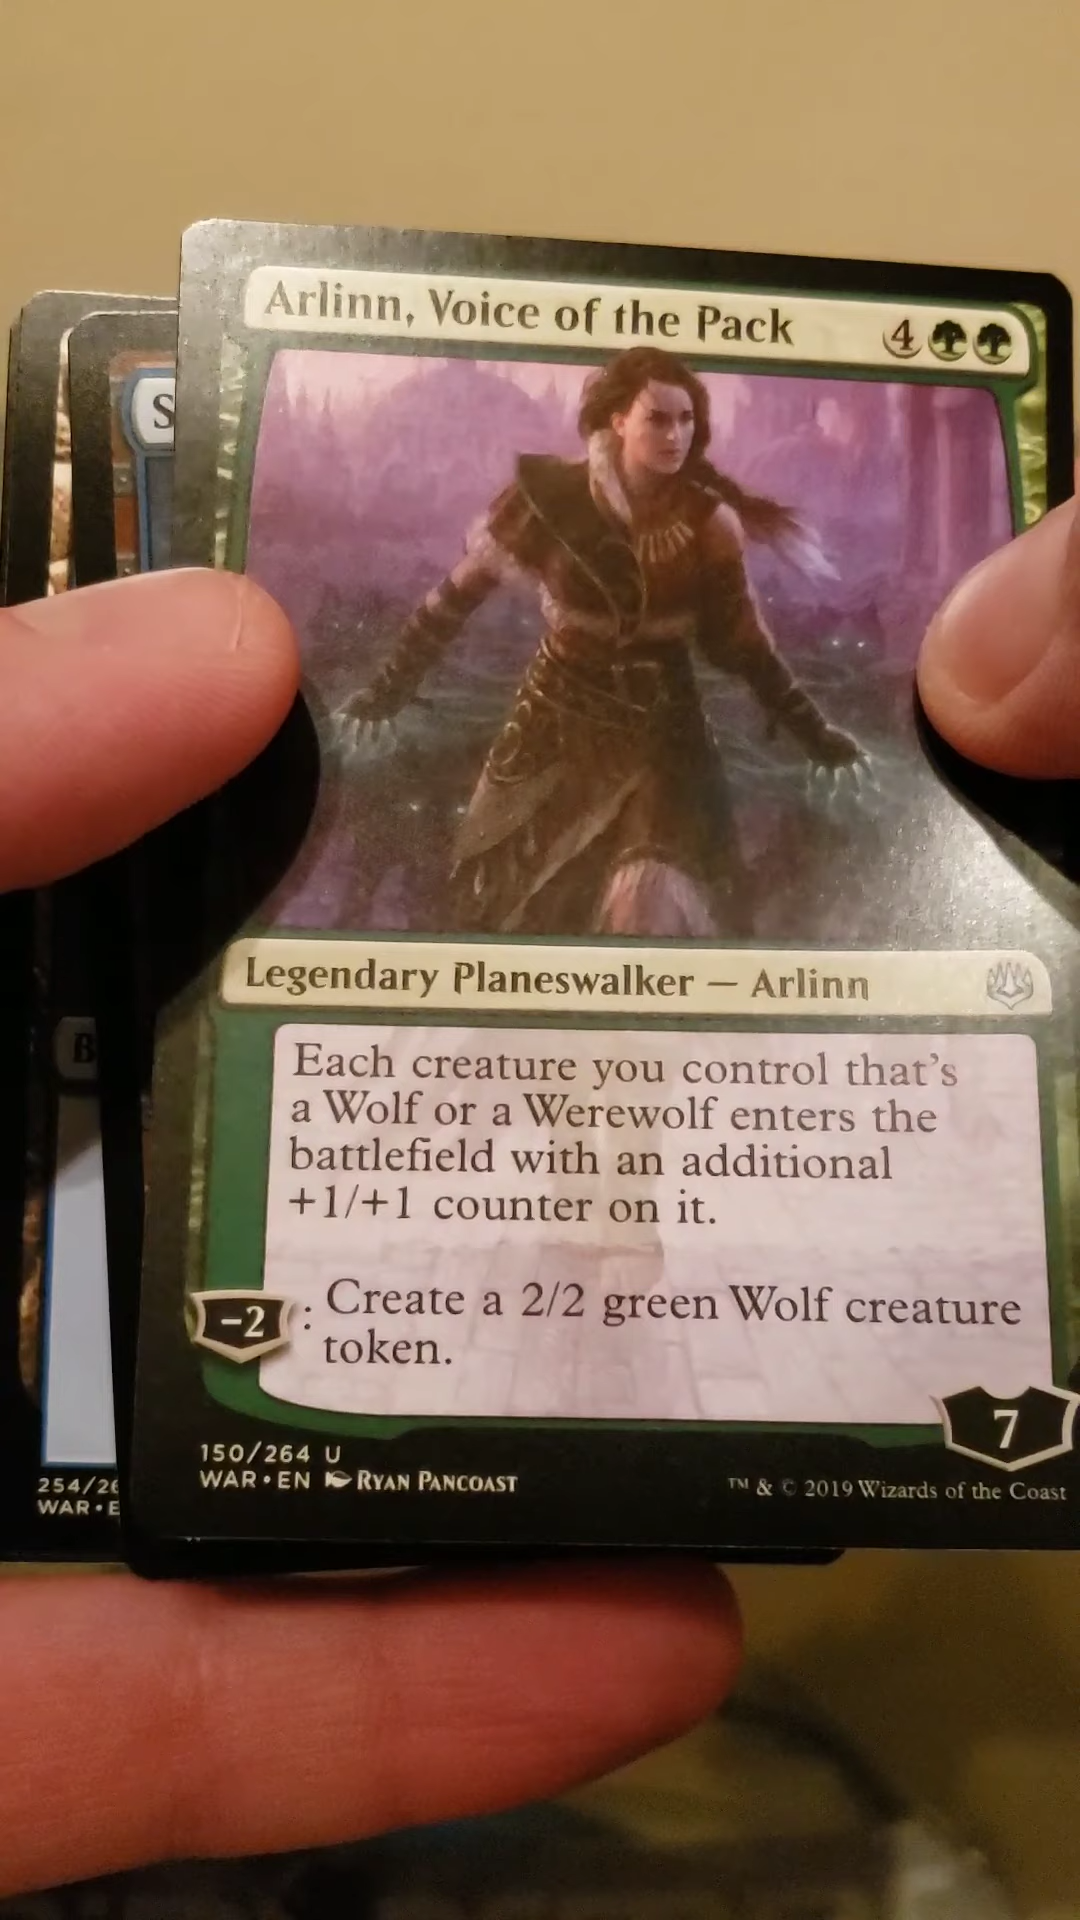 Arlinn, Voice of the Pack 4
S
Legendary Planeswalker — Arlinn
B
Each creature you control that's
a Wolf or a Werewolf enters the
battlefield with an additional
+1/+1 counter on it.
−2 : Create a 2/2 green Wolf creature
token.
7
150/264 U
WAR • EN RYAN PANCOAST
™ & © 2019 Wizards of the Coast
254/26
WAR • E